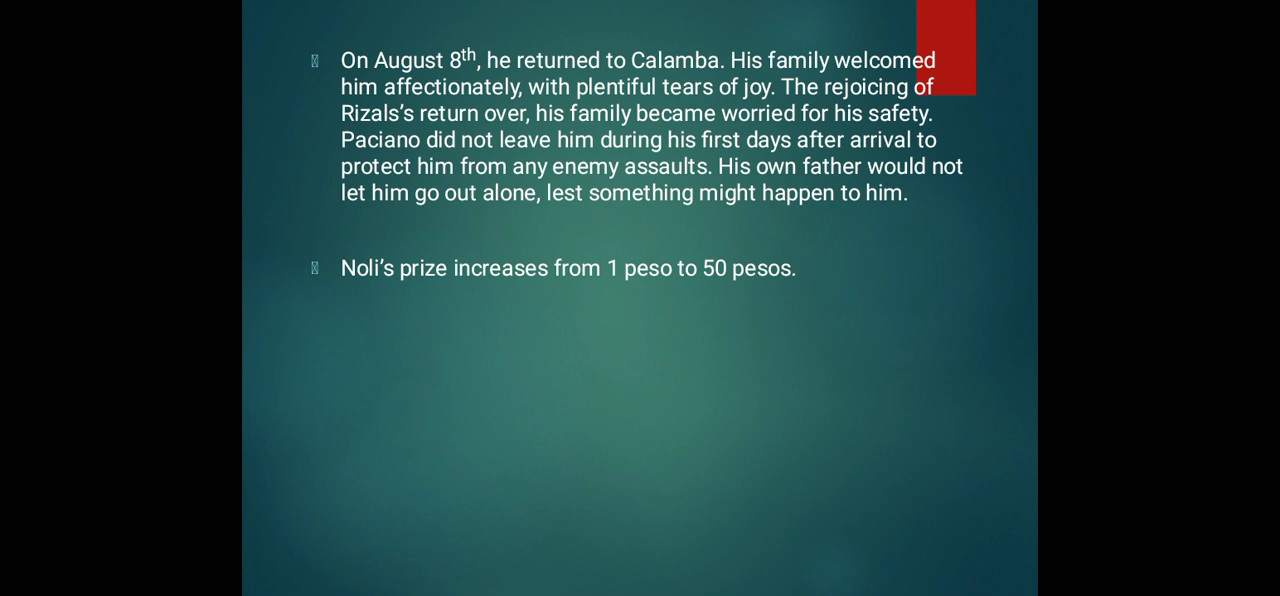 On August 8th, he returned to Calamba. His family welcomed
him affectionately, with plentiful tears of joy. The rejoicing of
Rizals’s return over, his family became worried for his safety.
Paciano did not leave him during his first days after arrival to
protect him from any enemy assaults. His own father would not
let him go out alone, lest something might happen to him.
Noli’s prize increases from 1 peso to 50 pesos.